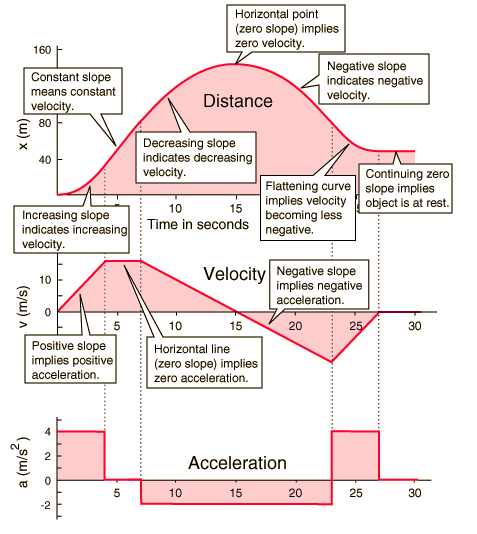 Horizontal point
(zero slope) implies
zero velocity.
160
Constant slope
means constant
velocity.
Negative slope
indicates negative
velocity.
Distance
x (m)
80
40
Decreasing slope
indicates decreasing
velocity.
Flattening curve
implies velocity
becoming less
negative.
Continuing zero
slope implies
object is at rest.
5 10 15
Time in seconds
Increasing slope
indicates increasing
velocity.
Velocity
Negative slope
implies negative
acceleration.
v (m/s)
10
0
5 10 15 20 25 30
Positive slope
implies positive
acceleration.
Horizontal line
(zero slope) implies
zero acceleration.
Acceleration
a (m/s²)
4
2
0
-2
5 10 15 20 25 30